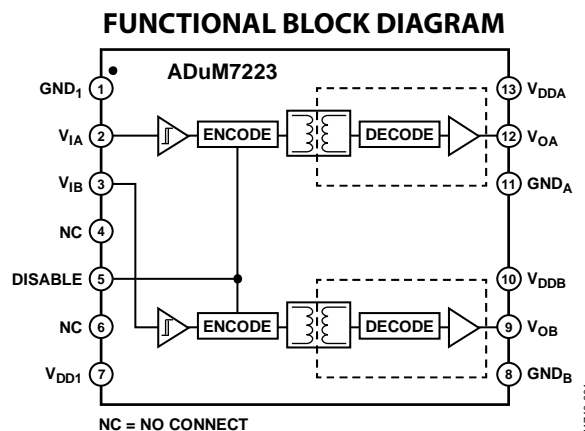 FUNCTIONAL BLOCK DIAGRAM
ADuM7223
GND1 1
VIA 2
VIB 3
NC 4
DISABLE 5
NC 6
VDD1 7
ENCODE
DECODE
ENCODE
DECODE
13 VDDA
12 VOA
11 GNDA
10 VDDB
9 VOB
8 GNDB
NC = NO CONNECT